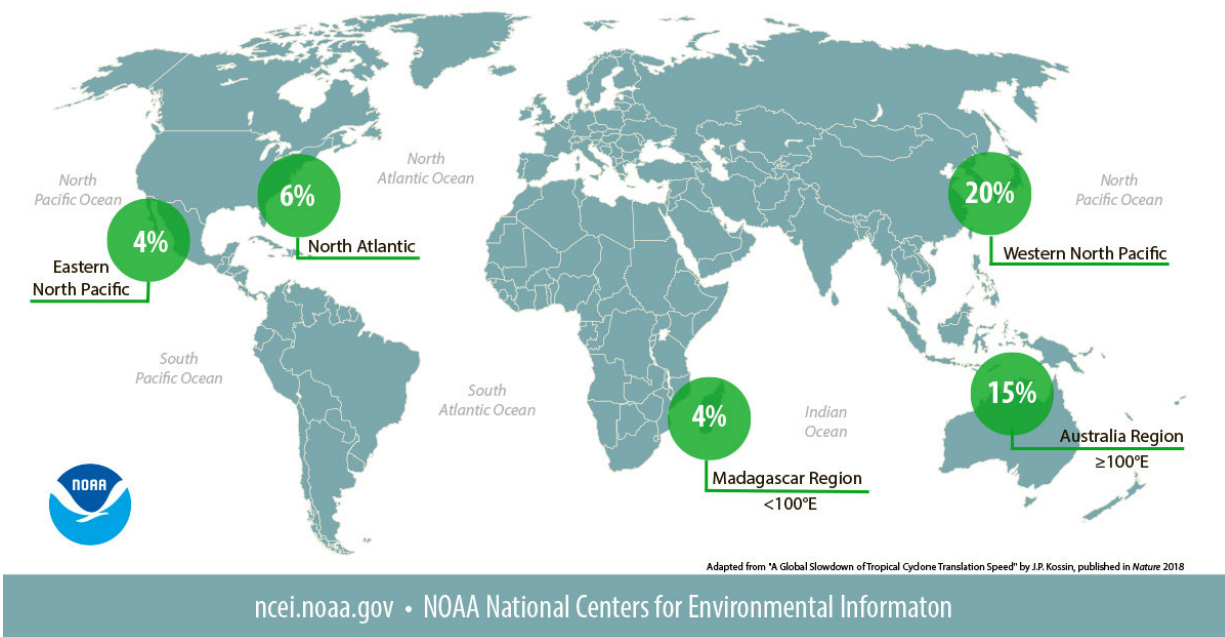 North
Pacific Ocean
4%
Eastern
North Pacific
6%
North Atlantic
North
Atlantic Ocean
20%
Western North Pacific
North
Pacific Ocean
South
Pacific Ocean
South
Atlantic Ocean
4%
Madagascar Region
<100°E
Indian
Ocean
15%
Australia Region
≥100°E
NOAA
Adapted from "A Global Slowdown of Tropical Cyclone Translation Speed" by J.P. Kossin, published in Nature 2018
ncei.noaa.gov • NOAA National Centers for Environmental Informaton